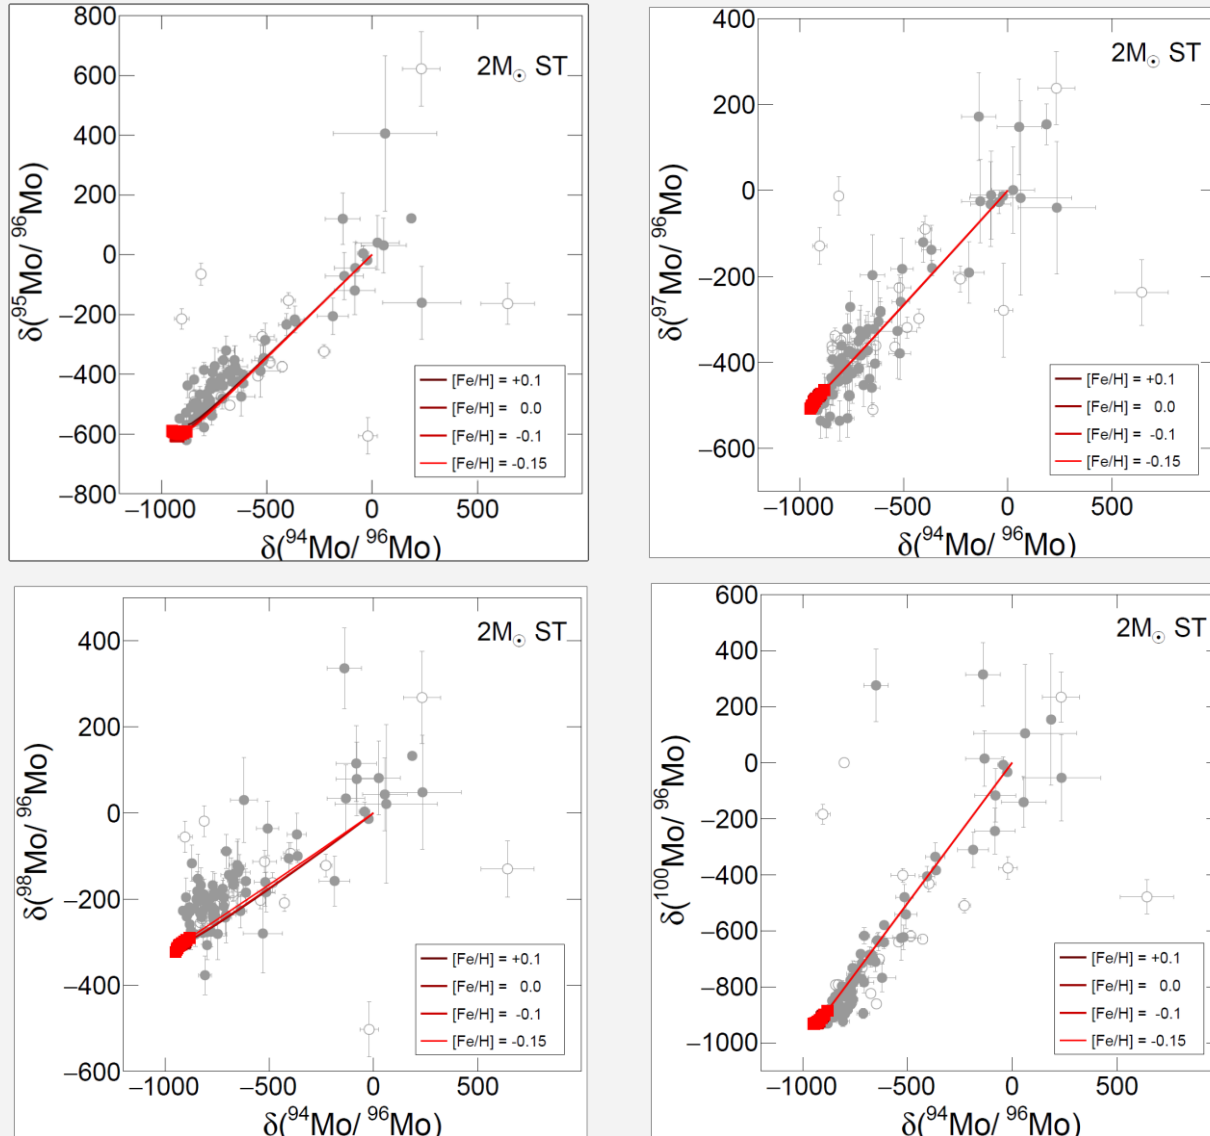 2M☉ ST
δ(⁹⁵Mo/ ⁹⁶Mo)
800
600
400
200
0
−200
−400
−600
−800
[Fe/H] = +0.1
[Fe/H] = 0.0
[Fe/H] = -0.1
[Fe/H] = -0.15
−1000 −500 0 500
δ(⁹⁴Mo/ ⁹⁶Mo)
2M☉ ST
δ(⁹⁷Mo/ ⁹⁶Mo)
400
200
0
−200
−400
−600
[Fe/H] = +0.1
[Fe/H] = 0.0
[Fe/H] = -0.1
[Fe/H] = -0.15
−1000 −500 0 500
δ(⁹⁴Mo/ ⁹⁶Mo)
2M☉ ST
δ(⁹⁸Mo/ ⁹⁶Mo)
400
200
0
−200
−400
−600
[Fe/H] = +0.1
[Fe/H] = 0.0
[Fe/H] = -0.1
[Fe/H] = -0.15
−1000 −500 0 500
δ(⁹⁴Mo/ ⁹⁶Mo)
2M☉ ST
δ(¹⁰⁰Mo/ ⁹⁶Mo)
600
400
200
0
−200
−400
−600
−800
−1000
[Fe/H] = +0.1
[Fe/H] = 0.0
[Fe/H] = -0.1
[Fe/H] = -0.15
−1000 −500 0 500
δ(⁹⁴Mo/ ⁹⁶Mo)